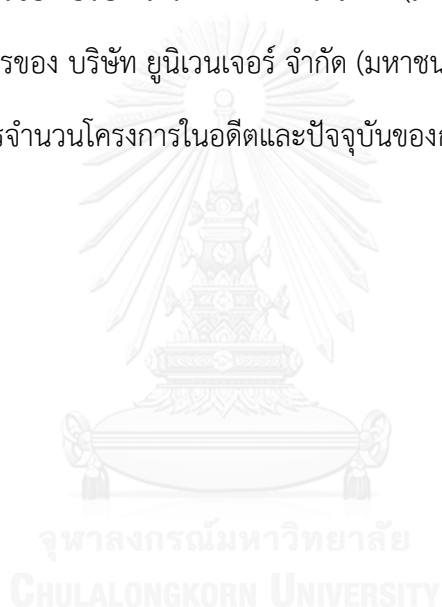 รของ บริษัท ยูนิเวนเจอร์ จำกัด (มหาชน
รจำนวนโครงการในอดีตและปัจจุบันของก
จุฬาลงกรณ์มหาวิทยาลัย
CHULALONGKORN UNIVERSITY